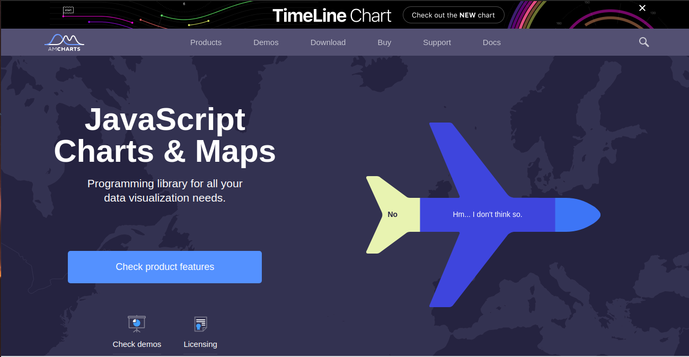 TimeLine Chart
Check out the NEW chart
AMCHARTS
Products
Demos
Download
Buy
Support
Docs
JavaScript
Charts & Maps
Programming library for all your
data visualization needs.
No
Hm... I don't think so.
Check product features
Check demos
Licensing